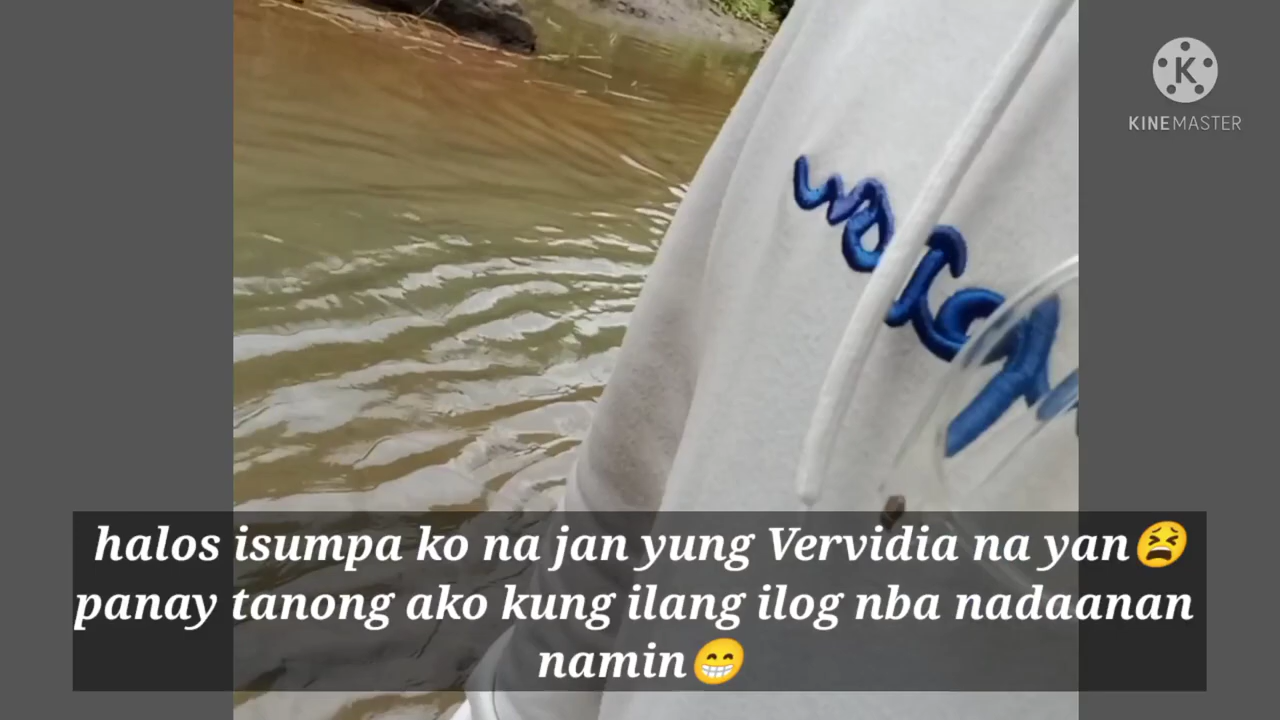 K
KINEMASTER
halos isumpa ko na jan yung Vervidia na yan😫
panay tanong ako kung ilang ilog nba nadaanan
namin😁